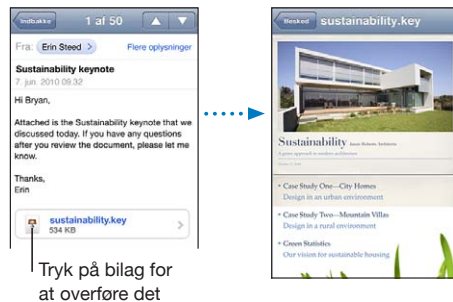 Indbakke 1 af 50
Fra: Erin Steed Flere oplysninger
Sustainability keynote
7. jun. 2010 09.32
Hi Bryan,
Attached is the Sustainability keynote that we
discussed today. If you have any questions
after you review the document, please let me
know.
Thanks,
Erin
sustainability.key
534 KB
Tryk på bilag for
at overføre det
Besked sustainability.key
Sustainability
• Case Study One—City Homes
Design in an urban environment
• Case Study Two—Mountain Villas
Design in a rural environment
• Green Statistics
Our vision for sustainable housing